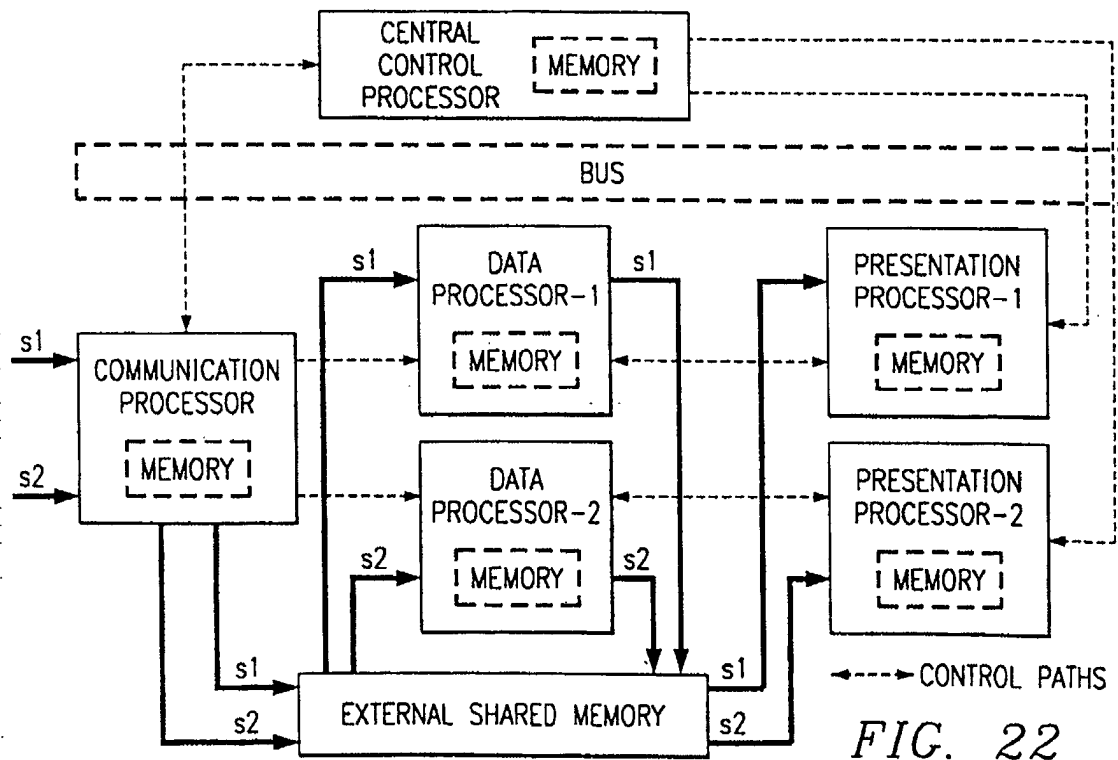 CENTRAL
CONTROL
PROCESSOR
MEMORY
BUS
s1
DATA
PROCESSOR-1
MEMORY
s1
PRESENTATION
PROCESSOR-1
MEMORY
s1
s2
COMMUNICATION
PROCESSOR
MEMORY
s2
DATA
PROCESSOR-2
MEMORY
s2
PRESENTATION
PROCESSOR-2
MEMORY
s1
s2
EXTERNAL SHARED MEMORY
s1
s2
CONTROL PATHS
FIG. 22